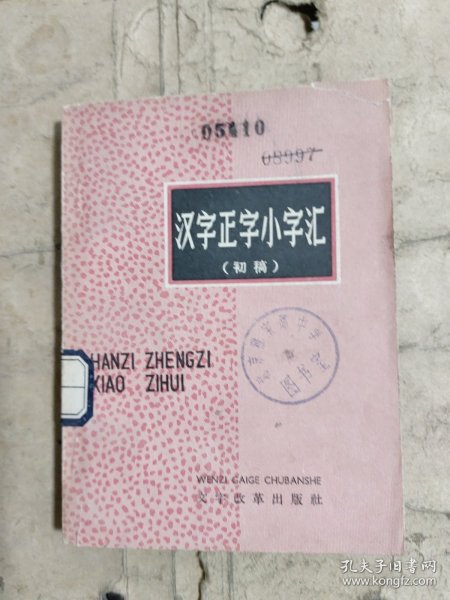 05410
08997
汉字正字小字汇
(初稿)
HANZI ZHENGZI
XIAO ZIHUI
WENZI GAIGE CHUBANSHE
文字改革出版社
孔夫子旧书网
www.kongfz.com